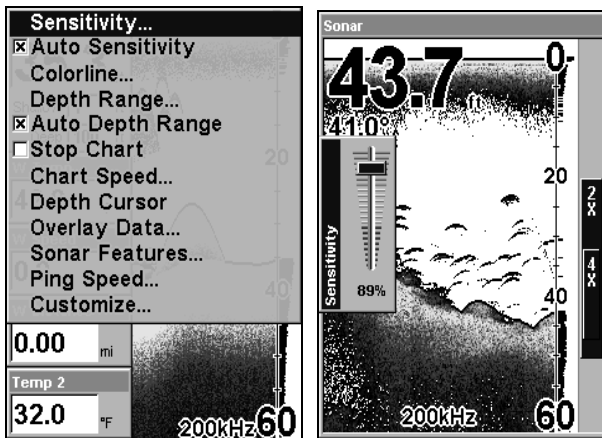 Sensitivity...
Auto Sensitivity
Colorline...
Depth Range...
Auto Depth Range
Stop Chart
Chart Speed...
Depth Cursor
Overlay Data...
Sonar Features...
Ping Speed...
Customize...
20
40
0.00 mi
Temp 2
32.0 °F
200kHz 60
Sonar
43.7 ft
41.0°
0
20
40
Sensitivity
89%
2x
4x
200kHz 60